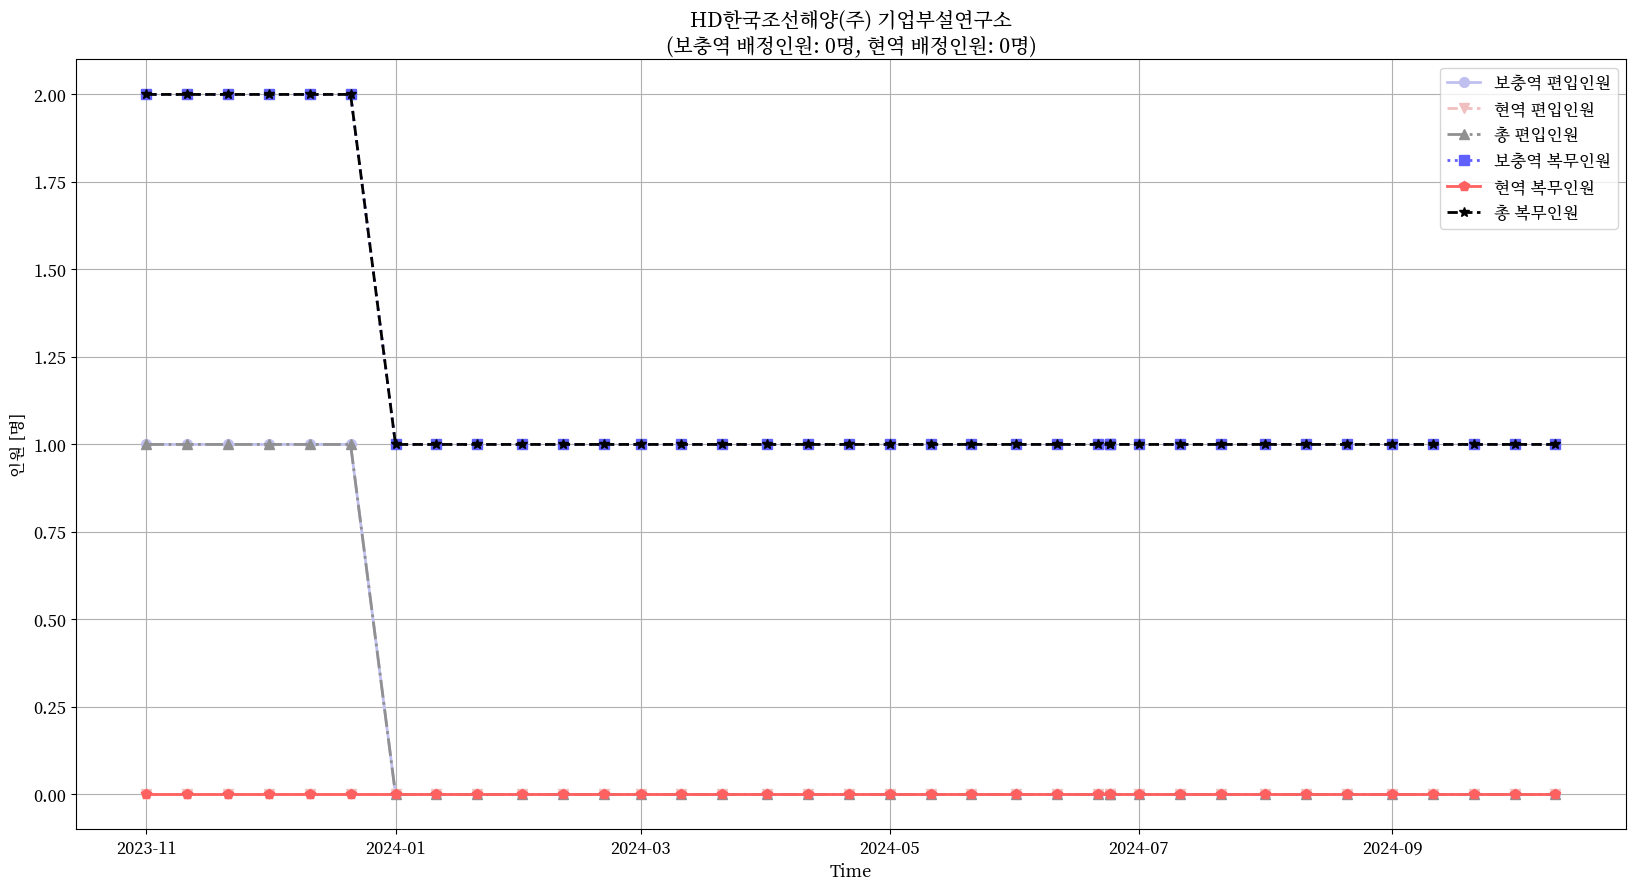 HD한국조선해양(주) 기업부설연구소
(보충역 배정인원: 0명, 현역 배정인원: 0명)
보충역 편입인원
현역 편입인원
총 편입인원
보충역 복무인원
현역 복무인원
총 복무인원
인원 [명]
2.00
1.75
1.50
1.25
1.00
0.75
0.50
0.25
0.00
2023-11
2024-01
2024-03
2024-05
2024-07
2024-09
Time